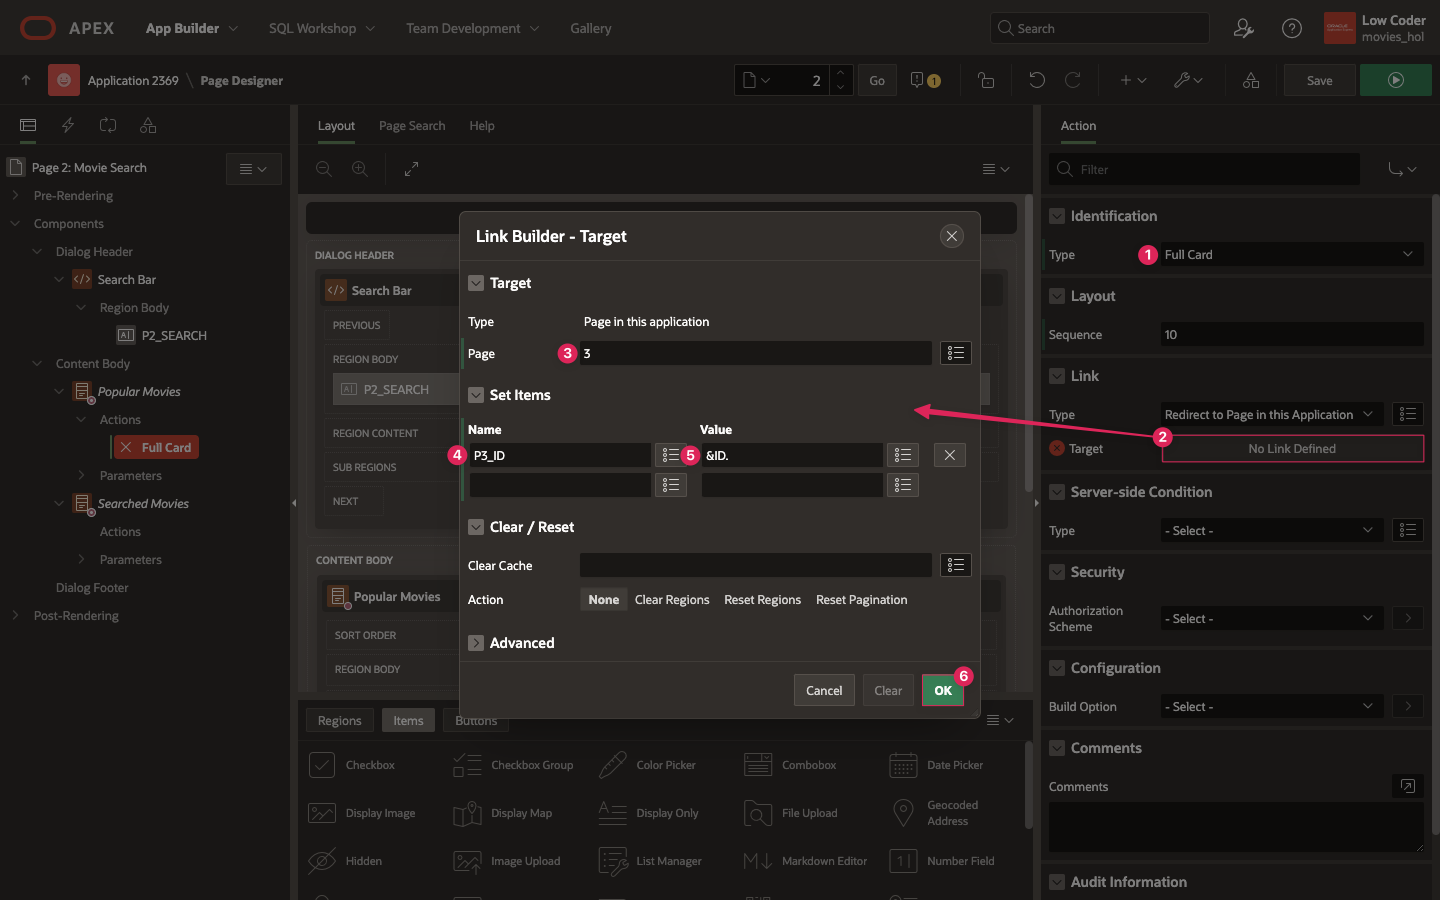 APEX
App Builder
SQL Workshop
Team Development
Gallery
Search
Low Coder
movies_hol
Application 2369 \ Page Designer
2
Go
1
Save
Layout
Page Search
Help
Action
Page 2: Movie Search
Filter
Pre-Rendering
Components
Dialog Header
Search Bar
Region Body
P2_SEARCH
Content Body
Popular Movies
Actions
Full Card
Parameters
Searched Movies
Actions
Parameters
Dialog Footer
Post-Rendering
DIALOG HEADER
Search Bar
PREVIOUS
REGION BODY
P2_SEARCH
REGION CONTENT
SUB REGIONS
NEXT
CONTENT BODY
Popular Movies
SORT ORDER
REGION BODY
Link Builder - Target
Target
Type
Page in this application
Page
3
3
Set Items
Name
Value
4
P3_ID
5
&ID.
Clear / Reset
Clear Cache
Action
None
Clear Regions
Reset Regions
Reset Pagination
Advanced
Cancel
Clear
OK
6
Regions
Items
Buttons
Checkbox
Checkbox Group
Color Picker
Combobox
Date Picker
Display Image
Display Map
Display Only
File Upload
Geocoded
Address
Hidden
Image Upload
List Manager
Markdown Editor
Number Field
Identification
Type
1
Full Card
Layout
Sequence
10
Link
Type
Redirect to Page in this Application
2
Target
No Link Defined
Server-side Condition
Type
- Select -
Security
Authorization
Scheme
- Select -
Configuration
Build Option
- Select -
Comments
Comments
Audit Information